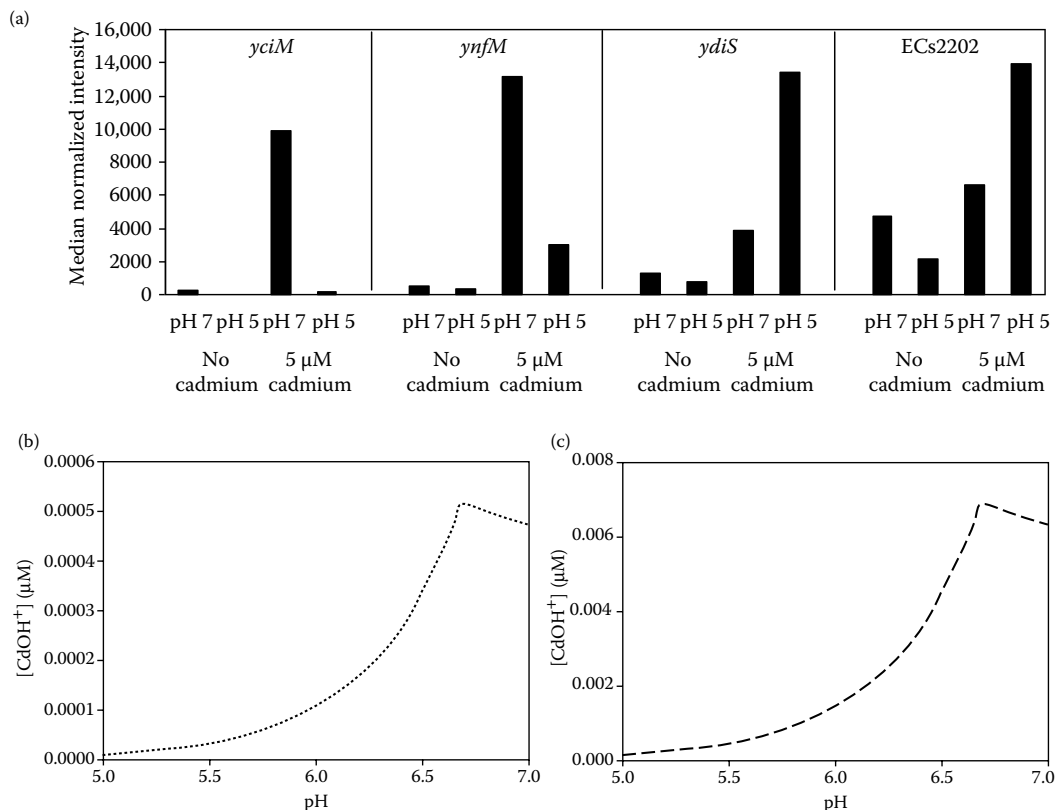 (a)
Median normalized intensity
16,000
14,000
12,000
10,000
8000
6000
4000
2000
0
yciM
ynfM
ydiS
ECs2202
pH 7 pH 5 pH 7 pH 5
pH 7 pH 5 pH 7 pH 5
pH 7 pH 5 pH 7 pH 5
pH 7 pH 5 pH 7 pH 5
No
cadmium
5 µM
cadmium
No
cadmium
5 µM
cadmium
No
cadmium
5 µM
cadmium
No
cadmium
5 µM
cadmium
(b)
[CdOH+] (µM)
0.0006
0.0005
0.0004
0.0003
0.0002
0.0001
0.0000
5.0
5.5
6.0
6.5
7.0
pH
(c)
[CdOH+] (µM)
0.008
0.006
0.004
0.002
0.000
5.0
5.5
6.0
6.5
7.0
pH